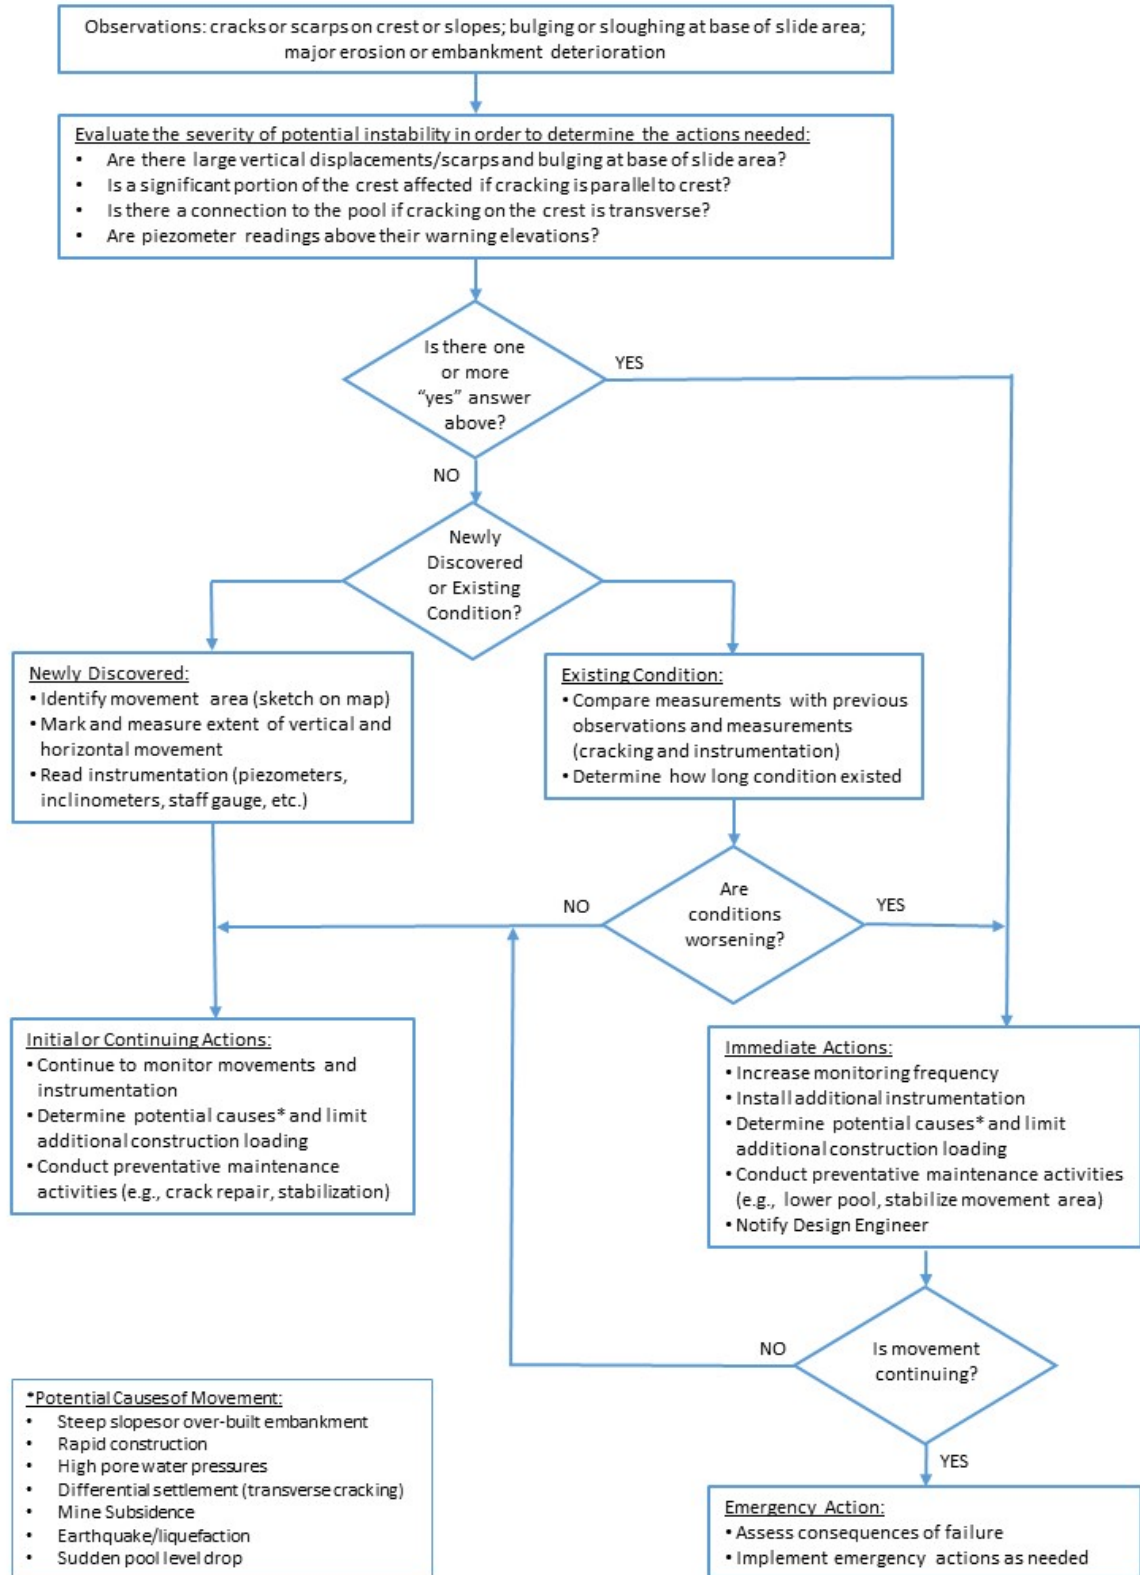 Observations: cracks or scarps on crest or slopes; bulging or sloughing at base of slide area;
major erosion or embankment deterioration
Evaluate the severity of potential instability in order to determine the actions needed:
• Are there large vertical displacements/scarps and bulging at base of slide area?
• Is a significant portion of the crest affected if cracking is parallel to crest?
• Is there a connection to the pool if cracking on the crest is transverse?
• Are piezometer readings above their warning elevations?
Is there one
or more
“yes” answer
above?
YES
NO
Newly
Discovered
or Existing
Condition?
Newly Discovered:
• Identify movement area (sketch on map)
• Mark and measure extent of vertical and
horizontal movement
• Read instrumentation (piezometers,
inclinometers, staff gauge, etc.)
Existing Condition:
• Compare measurements with previous
observations and measurements
(cracking and instrumentation)
• Determine how long condition existed
Are
conditions
worsening?
NO
YES
Initial or Continuing Actions:
• Continue to monitor movements and
instrumentation
• Determine potential causes* and limit
additional construction loading
• Conduct preventative maintenance
activities (e.g., crack repair, stabilization)
Immediate Actions:
• Increase monitoring frequency
• Install additional instrumentation
• Determine potential causes* and limit
additional construction loading
• Conduct preventative maintenance activities
(e.g., lower pool, stabilize movement area)
• Notify Design Engineer
Is movement
continuing?
NO
YES
*Potential Causes of Movement:
• Steep slopes or over-built embankment
• Rapid construction
• High pore water pressures
• Differential settlement (transverse cracking)
• Mine Subsidence
• Earthquake/liquefaction
• Sudden pool level drop
Emergency Action:
• Assess consequences of failure
• Implement emergency actions as needed